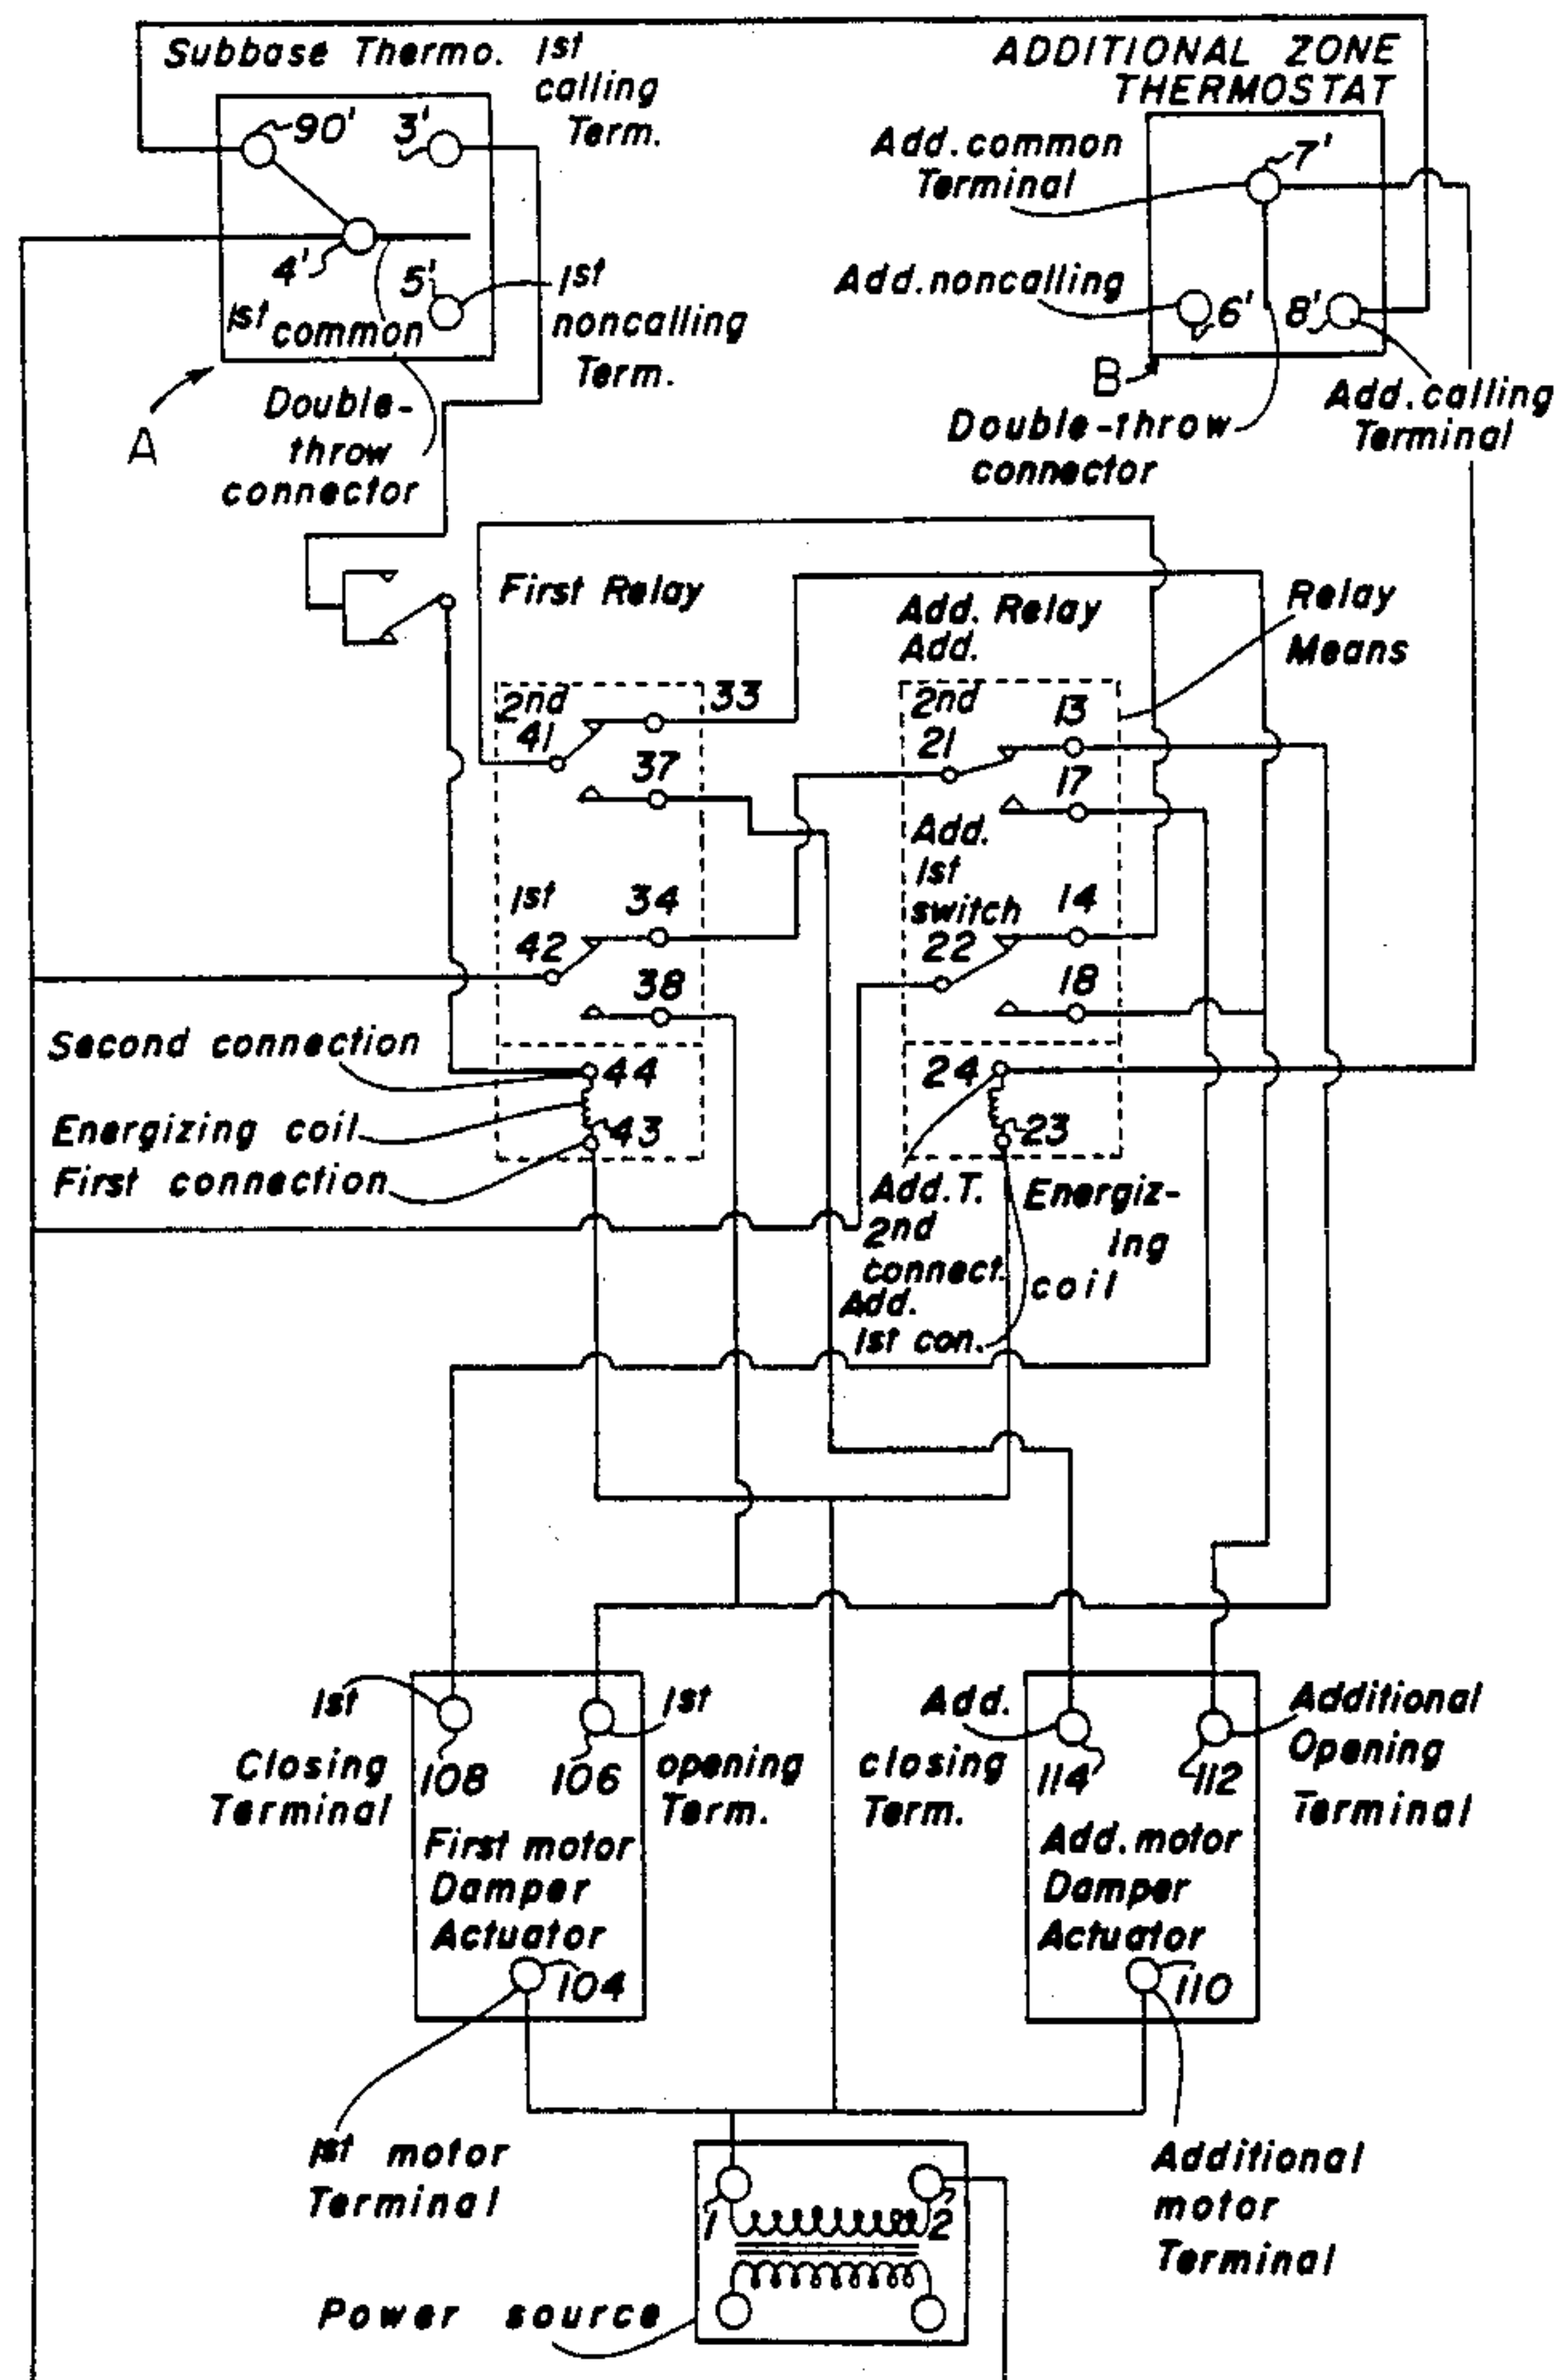 Subbase Thermo.
1st
calling
Term.
90'
3'
4'
5'
1st common
1st
noncalling
Term.
A
Double-
throw
connector
ADDITIONAL ZONE
THERMOSTAT
Add. common
Terminal
7'
Add. noncalling
6'
8'
B
Double-throw
connector
Add. calling
Terminal
First Relay
Add. Relay
Add.
Relay
Means
2nd
41
33
37
1st
42
34
38
2nd
21
13
17
Add.
1st
switch
22
14
18
Second connection
44
Energizing coil
43
First connection
24
23
Add. T.
2nd
connect.
Add.
1st con.
Energiz-
ing
coil
1st
Closing
Terminal
108
106
1st
opening
Term.
First motor
Damper
Actuator
104
Add.
closing
Term.
114
112
Additional
Opening
Terminal
Add. motor
Damper
Actuator
110
1st motor
Terminal
Additional
motor
Terminal
1
2
Power source